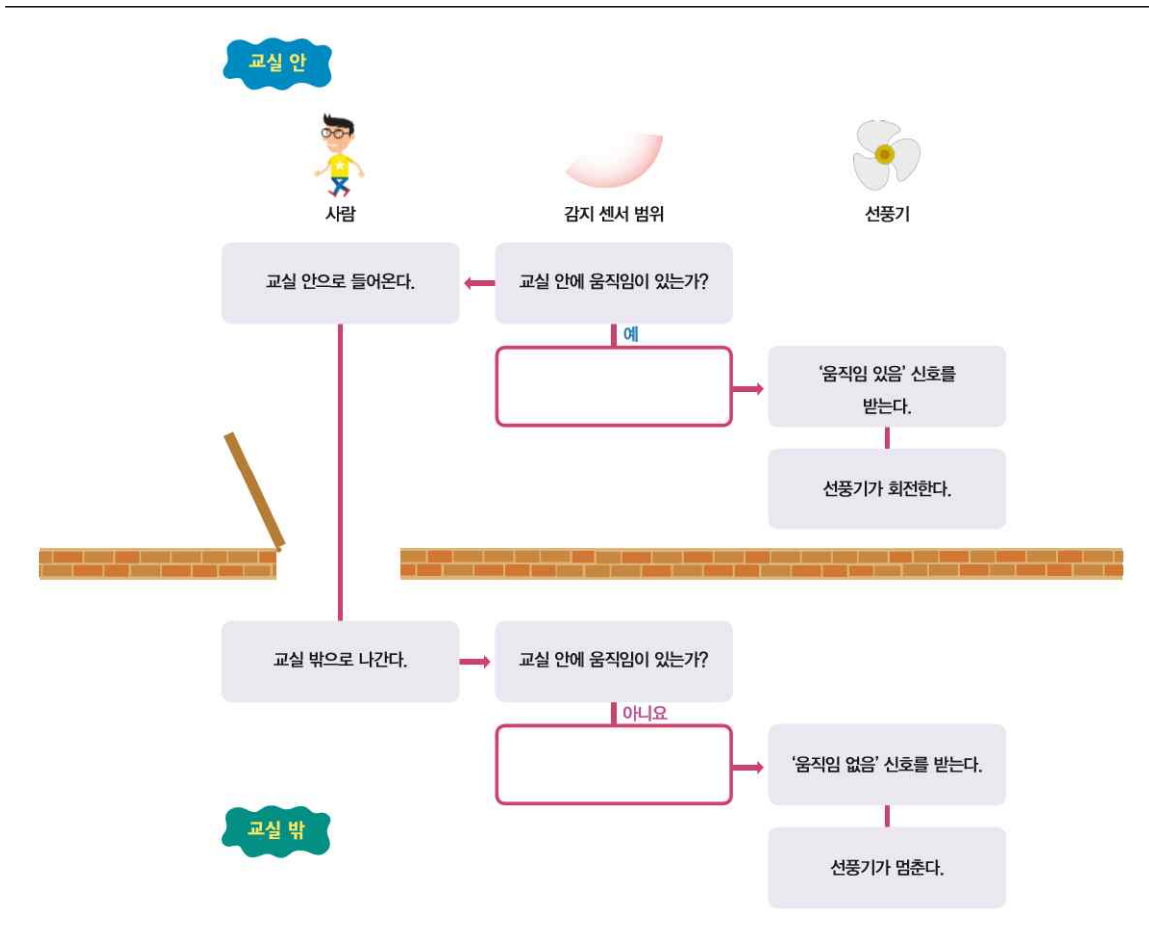 교실 안
사람
감지 센서 범위
선풍기
교실 안으로 들어온다.
교실 안에 움직임이 있는가?
예
‘움직임 있음’ 신호를
받는다.
선풍기가 회전한다.
교실 밖으로 나간다.
교실 안에 움직임이 있는가?
아니요
‘움직임 없음’ 신호를 받는다.
교실 밖
선풍기가 멈춘다.